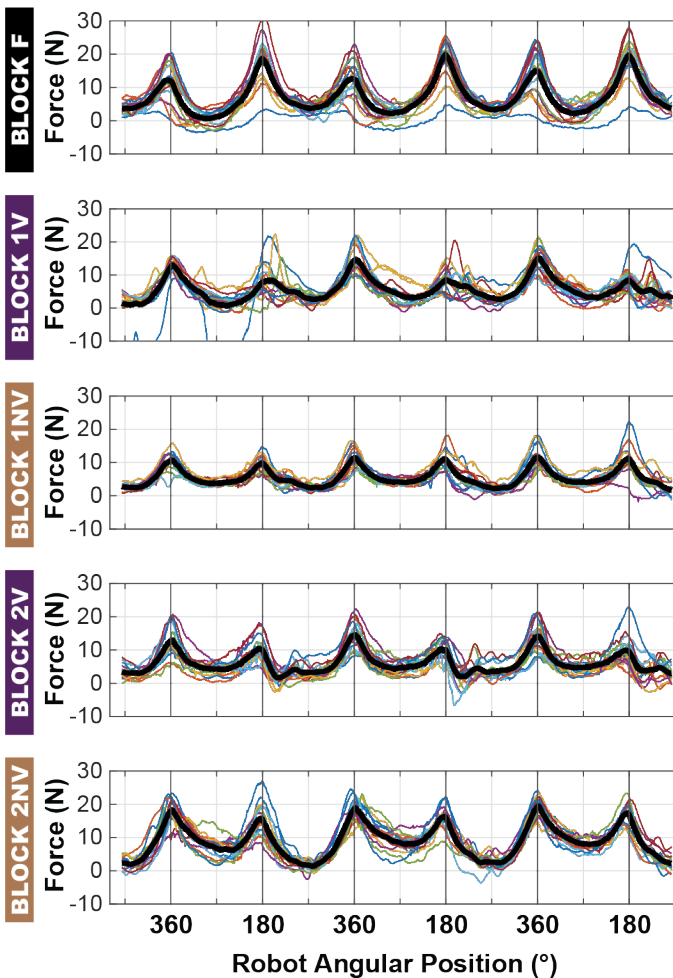 BLOCK F
Force (N)
30
20
10
0
-10
BLOCK 1V
Force (N)
30
20
10
0
-10
BLOCK 1NV
Force (N)
30
20
10
0
-10
BLOCK 2V
Force (N)
30
20
10
0
-10
BLOCK 2NV
Force (N)
30
20
10
0
-10
360 180 360 180 360 180
Robot Angular Position (°)